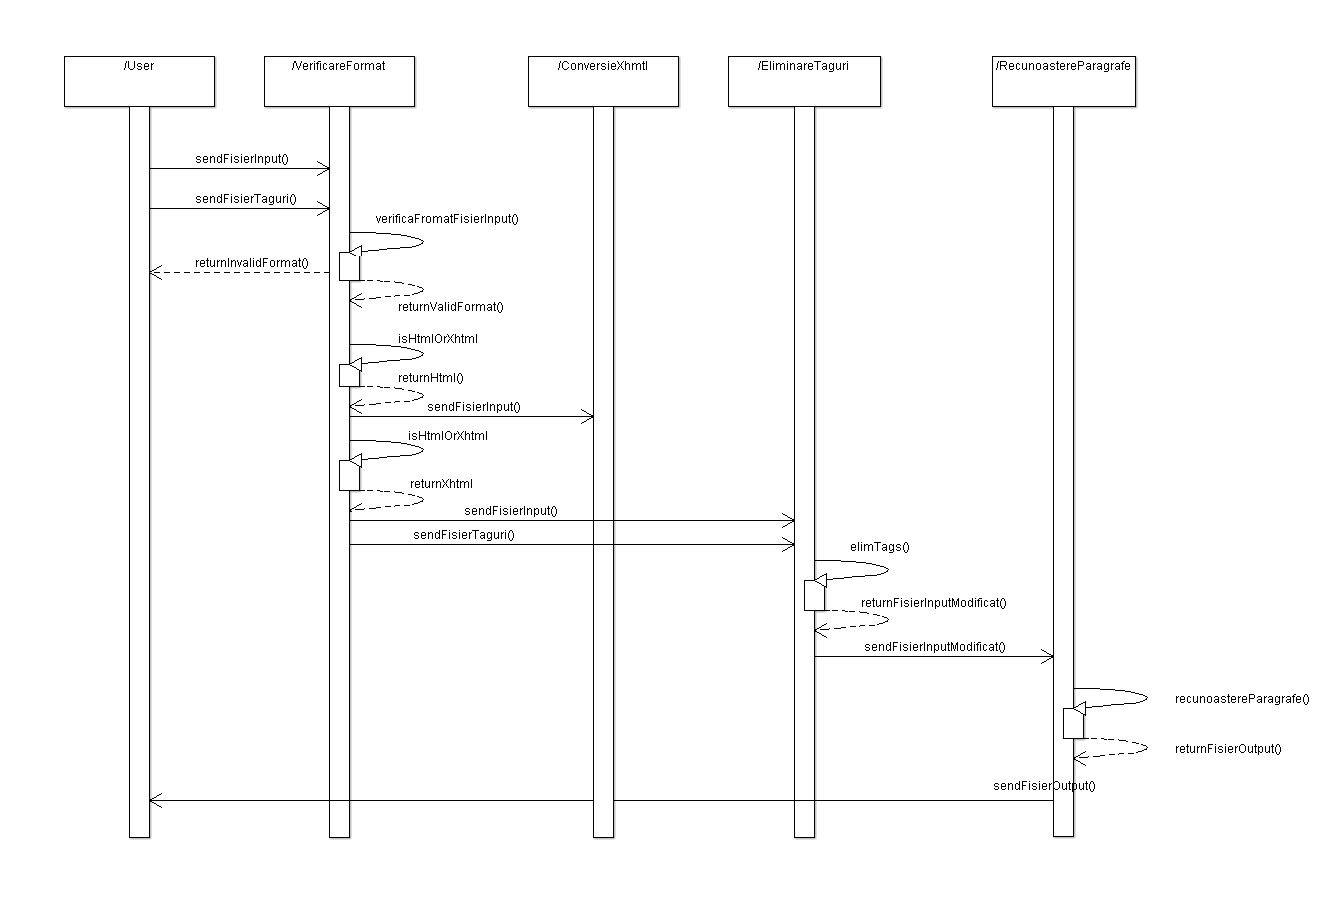 /User
/VerificareFormat
/ConversieXhmtl
/EliminareTaguri
/RecunoastereParagrafe
sendFisierInput()
sendFisierTaguri()
verificaFromatFisierInput()
returnInvalidFormat()
returnValidFormat()
isHtmlOrXhtml
returnHtml()
sendFisierInput()
isHtmlOrXhtml
returnXhtml
sendFisierInput()
sendFisierTaguri()
elimTags()
returnFisierInputModificat()
sendFisierInputModificat()
recunoastereParagrafe()
returnFisierOutput()
sendFisierOutput()